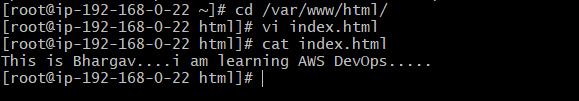 [root@ip-192-168-0-22 ~]# cd /var/www/html/
[root@ip-192-168-0-22 html]# vi index.html
[root@ip-192-168-0-22 html]# cat index.html
This is Bhargav....i am learning AWS DevOps.....
[root@ip-192-168-0-22 html]#